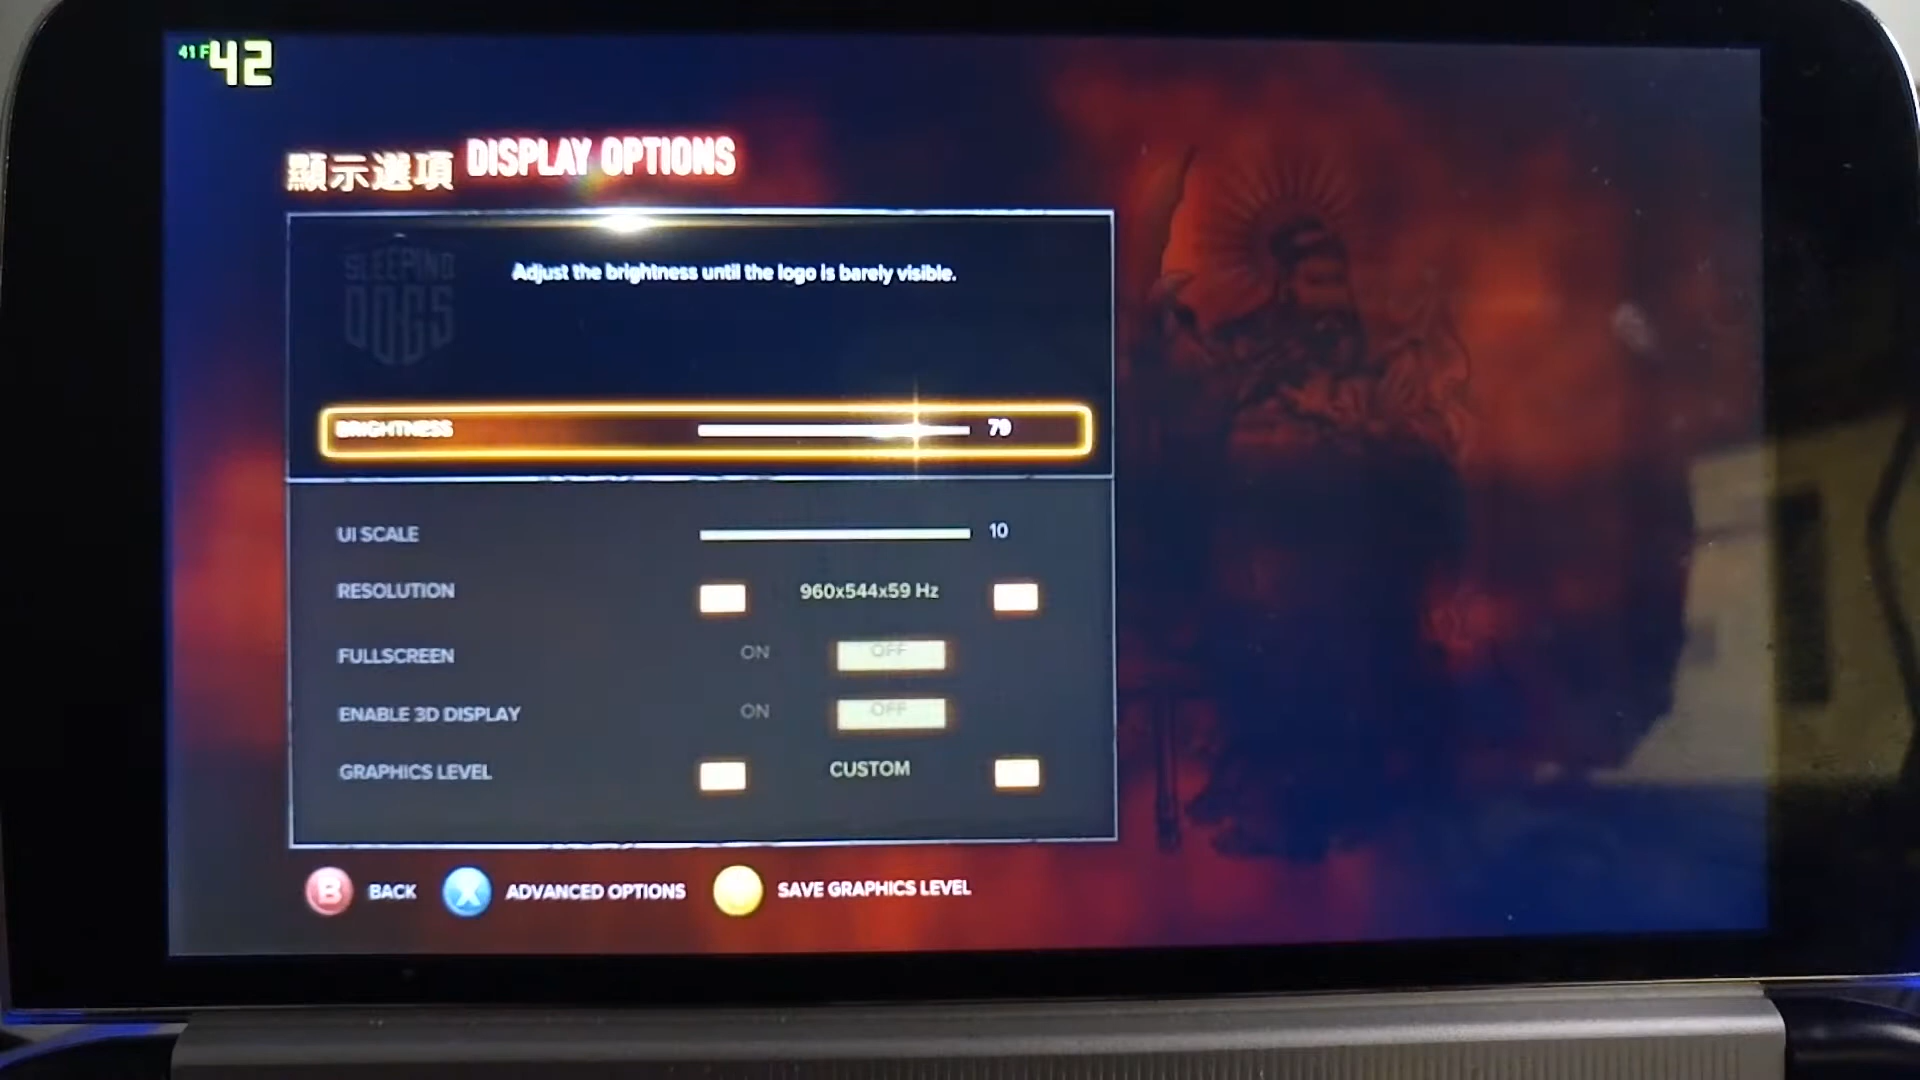 41 F 42
顯示選項 DISPLAY OPTIONS
SLEEPING
DOGS
Adjust the brightness until the logo is barely visible.
BRIGHTNESS 79
UI SCALE 10
RESOLUTION 960x544x59 Hz
FULLSCREEN ON OFF
ENABLE 3D DISPLAY ON OFF
GRAPHICS LEVEL CUSTOM
B BACK X ADVANCED OPTIONS SAVE GRAPHICS LEVEL